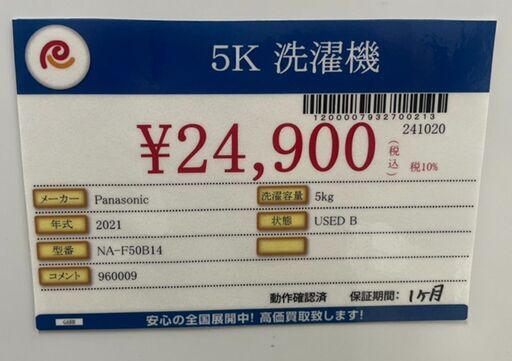 5K 洗濯機
1200007932700213
241020
¥24,900 (税込) 税10%
メーカー Panasonic
洗濯容量 5kg
年式 2021
状態 USED B
型番 NA-F50B14
コメント 960009
動作確認済 保証期間: 1ヶ月
安心の全国展開中! 高価買取致します!